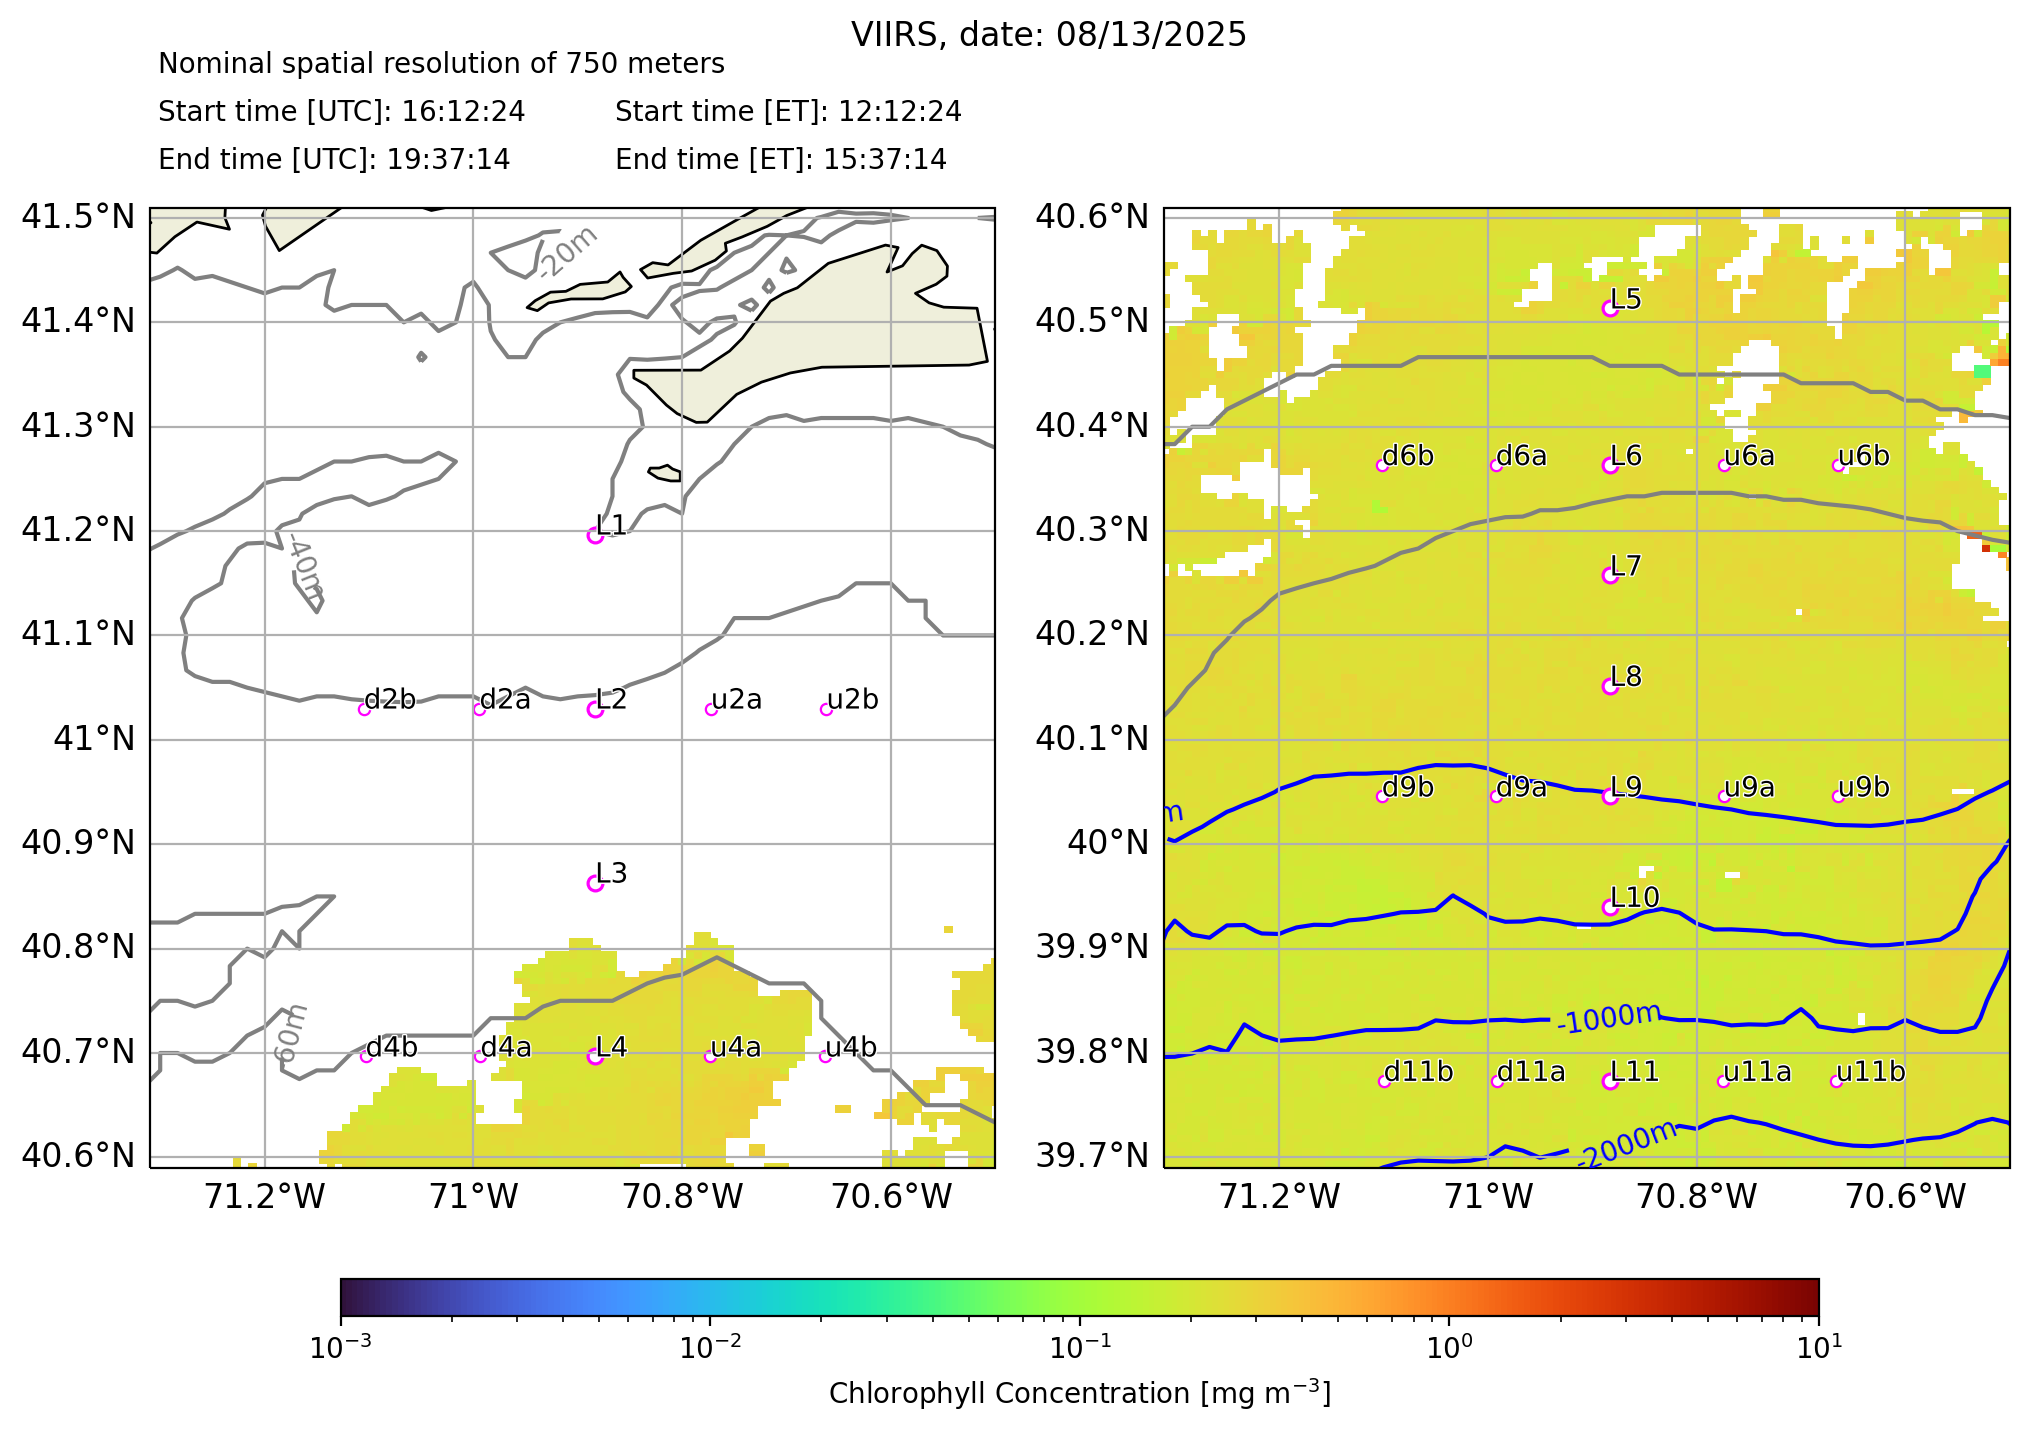 VIIRS, date: 08/13/2025
Nominal spatial resolution of 750 meters
Start time [UTC]: 16:12:24 Start time [ET]: 12:12:24
End time [UTC]: 19:37:14 End time [ET]: 15:37:14
41.5°N
41.4°N
41.3°N
41.2°N
41.1°N
41°N
40.9°N
40.8°N
40.7°N
40.6°N
71.2°W 71°W 70.8°W 70.6°W
-20m
-40m
-60m
L1
d2b d2a L2 u2a u2b
L3
d4b d4a L4 u4a u4b
40.6°N
40.5°N
40.4°N
40.3°N
40.2°N
40.1°N
40°N
39.9°N
39.8°N
39.7°N
71.2°W 71°W 70.8°W 70.6°W
L5
d6b d6a L6 u6a u6b
L7
L8
d9b d9a L9 u9a u9b
m
L10
-1000m
d11b d11a L11 u11a u11b
-2000m
10⁻³ 10⁻² 10⁻¹ 10⁰ 10¹
Chlorophyll Concentration [mg m⁻³]